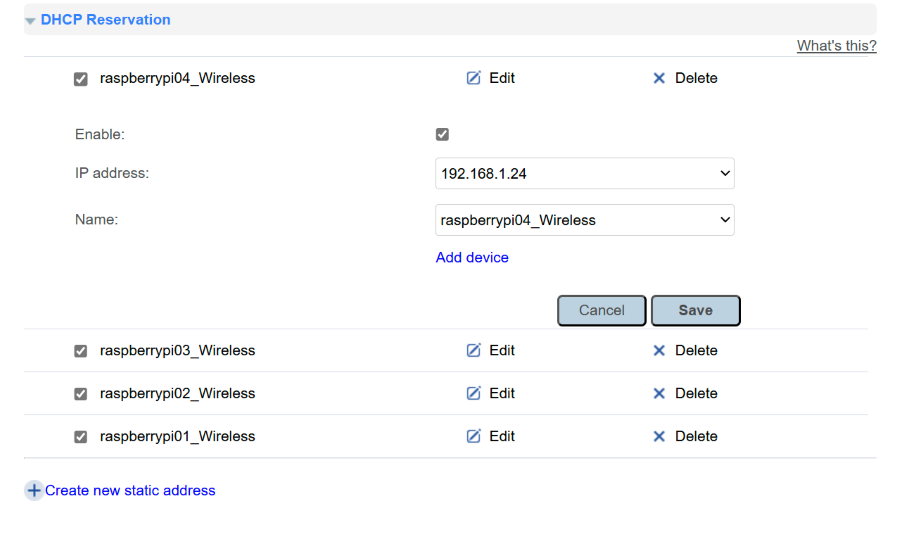 DHCP Reservation
What's this?
raspberrypi04_Wireless Edit Delete
Enable:
IP address: 192.168.1.24
Name: raspberrypi04_Wireless
Add device
Cancel Save
raspberrypi03_Wireless Edit Delete
raspberrypi02_Wireless Edit Delete
raspberrypi01_Wireless Edit Delete
Create new static address